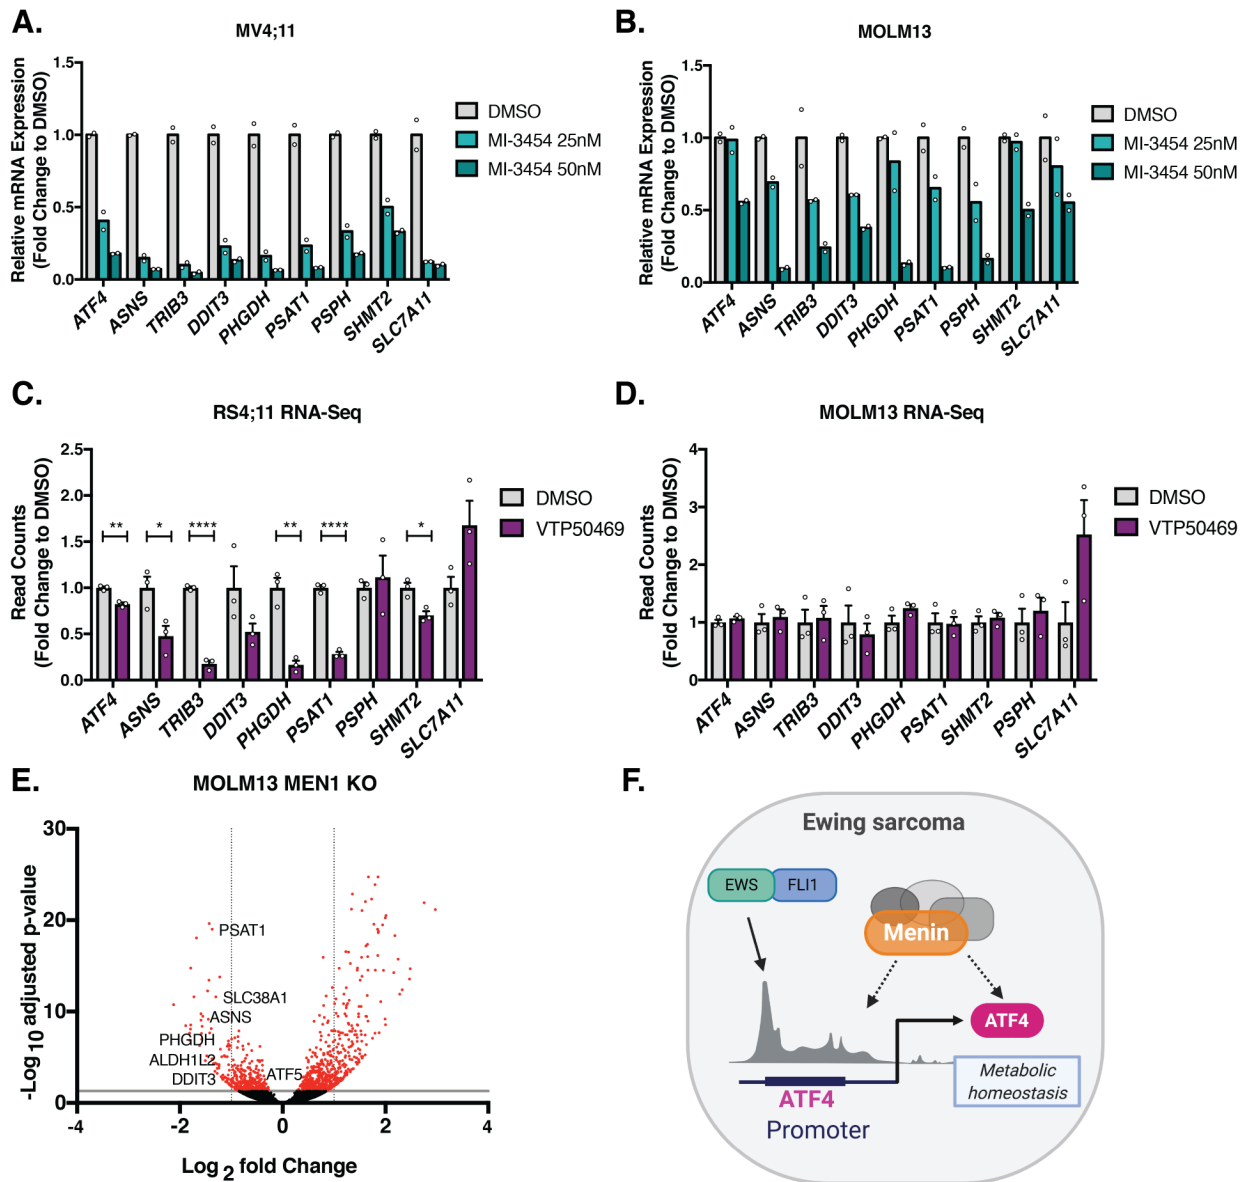 A.
MV4;11
Relative mRNA Expression
(Fold Change to DMSO)
1.5
1.0
0.5
0.0
DMSO
MI-3454 25nM
MI-3454 50nM
ATF4
ASNS
TRIB3
DDIT3
PHGDH
PSAT1
PSPH
SHMT2
SLC7A11
B.
MOLM13
Relative mRNA Expression
(Fold Change to DMSO)
1.5
1.0
0.5
0.0
DMSO
MI-3454 25nM
MI-3454 50nM
ATF4
ASNS
TRIB3
DDIT3
PHGDH
PSAT1
PSPH
SHMT2
SLC7A11
C.
RS4;11 RNA-Seq
Read Counts
(Fold Change to DMSO)
2.5
2.0
1.5
1.0
0.5
0.0
** * **** ** **** *
DMSO
VTP50469
ATF4
ASNS
TRIB3
DDIT3
PHGDH
PSAT1
PSPH
SHMT2
SLC7A11
D.
MOLM13 RNA-Seq
Read Counts
(Fold Change to DMSO)
4
3
2
1
0
DMSO
VTP50469
ATF4
ASNS
TRIB3
DDIT3
PHGDH
PSAT1
SHMT2
PSPH
SLC7A11
E.
MOLM13 MEN1 KO
-Log10 adjusted p-value
30
20
10
0
PSAT1
SLC38A1
ASNS
PHGDH
ALDH1L2
DDIT3
ATF5
-4
-2
0
2
4
Log2 fold Change
F.
Ewing sarcoma
EWS
FLI1
Menin
ATF4
Metabolic
homeostasis
ATF4
Promoter